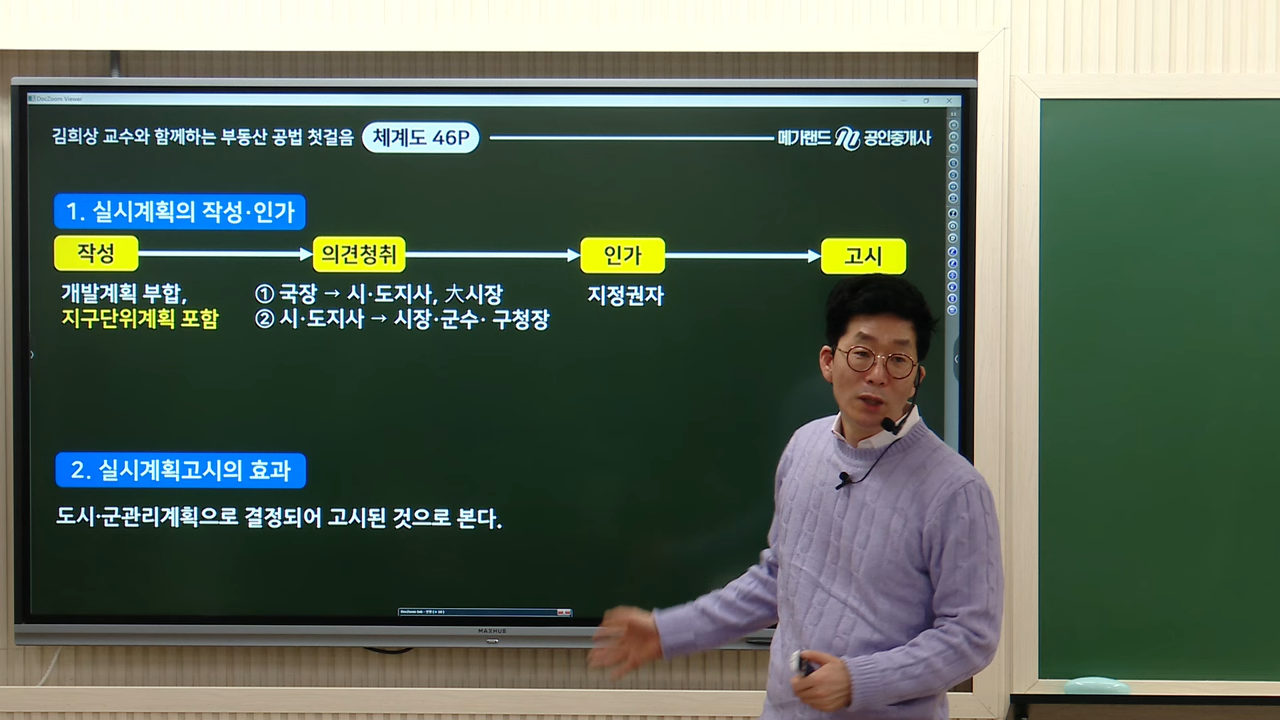 DocZoom Viewer
김희상 교수와 함께하는 부동산 공법 첫걸음 체계도 46P 메가랜드 공인중개사
1. 실시계획의 작성·인가
작성 의견청취 인가 고시
개발계획 부합, ① 국장 → 시·도지사, 大시장 지정권자
지구단위계획 포함 ② 시·도지사 → 시장·군수· 구청장
2. 실시계획고시의 효과
도시·군관리계획으로 결정되어 고시된 것으로 본다.
MAXHUB